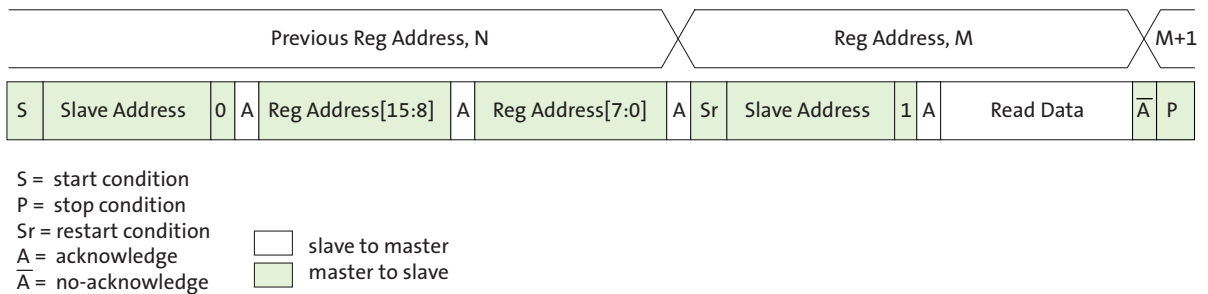 Previous Reg Address, N Reg Address, M M+1
S Slave Address 0 A Reg Address[15:8] A Reg Address[7:0] A Sr Slave Address 1 A Read Data A̅ P
S = start condition
P = stop condition
Sr = restart condition
A = acknowledge
A̅ = no-acknowledge
slave to master
master to slave